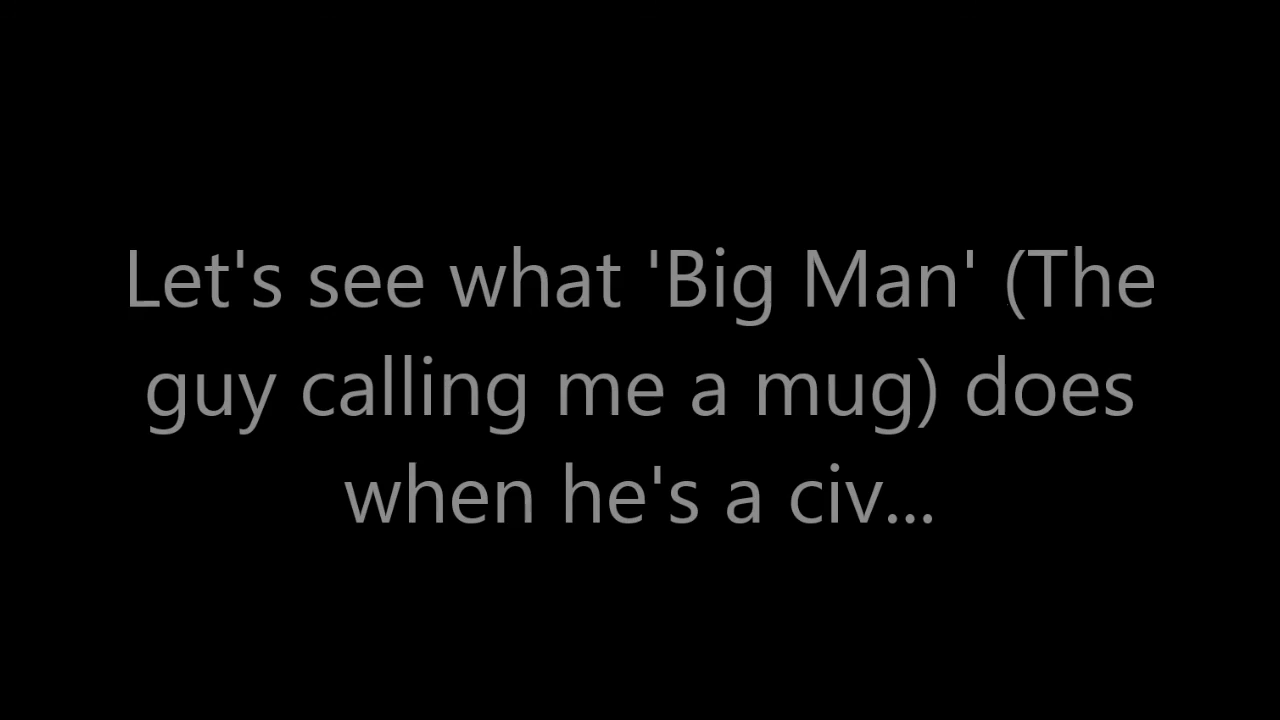 Let's see what 'Big Man' (The
guy calling me a mug) does
when he's a civ...